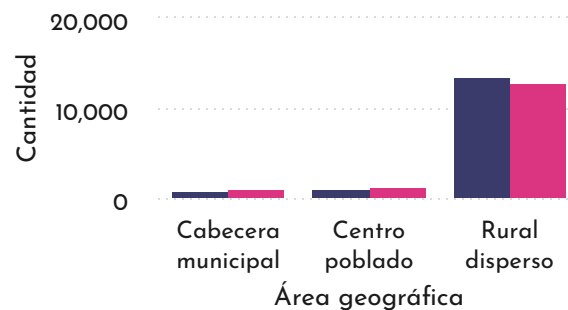 20,000
10,000
0
Cantidad
Cabecera municipal
Centro poblado
Rural disperso
Área geográfica